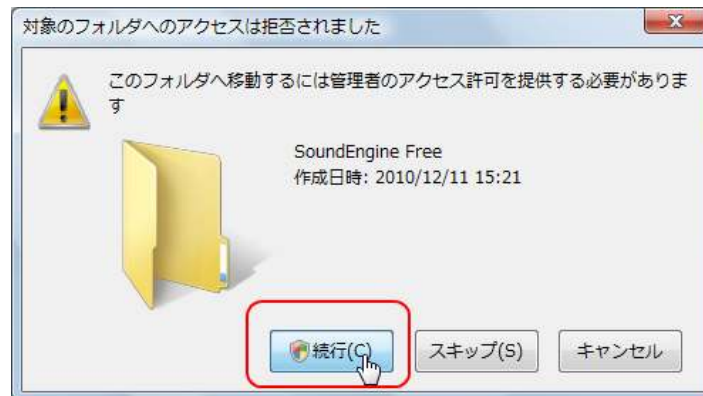 対象のフォルダへのアクセスは拒否されました
このフォルダへ移動するには管理者のアクセス許可を提供する必要がありま
す
SoundEngine Free
作成日時: 2010/12/11 15:21
続行(C)
スキップ(S)
キャンセル